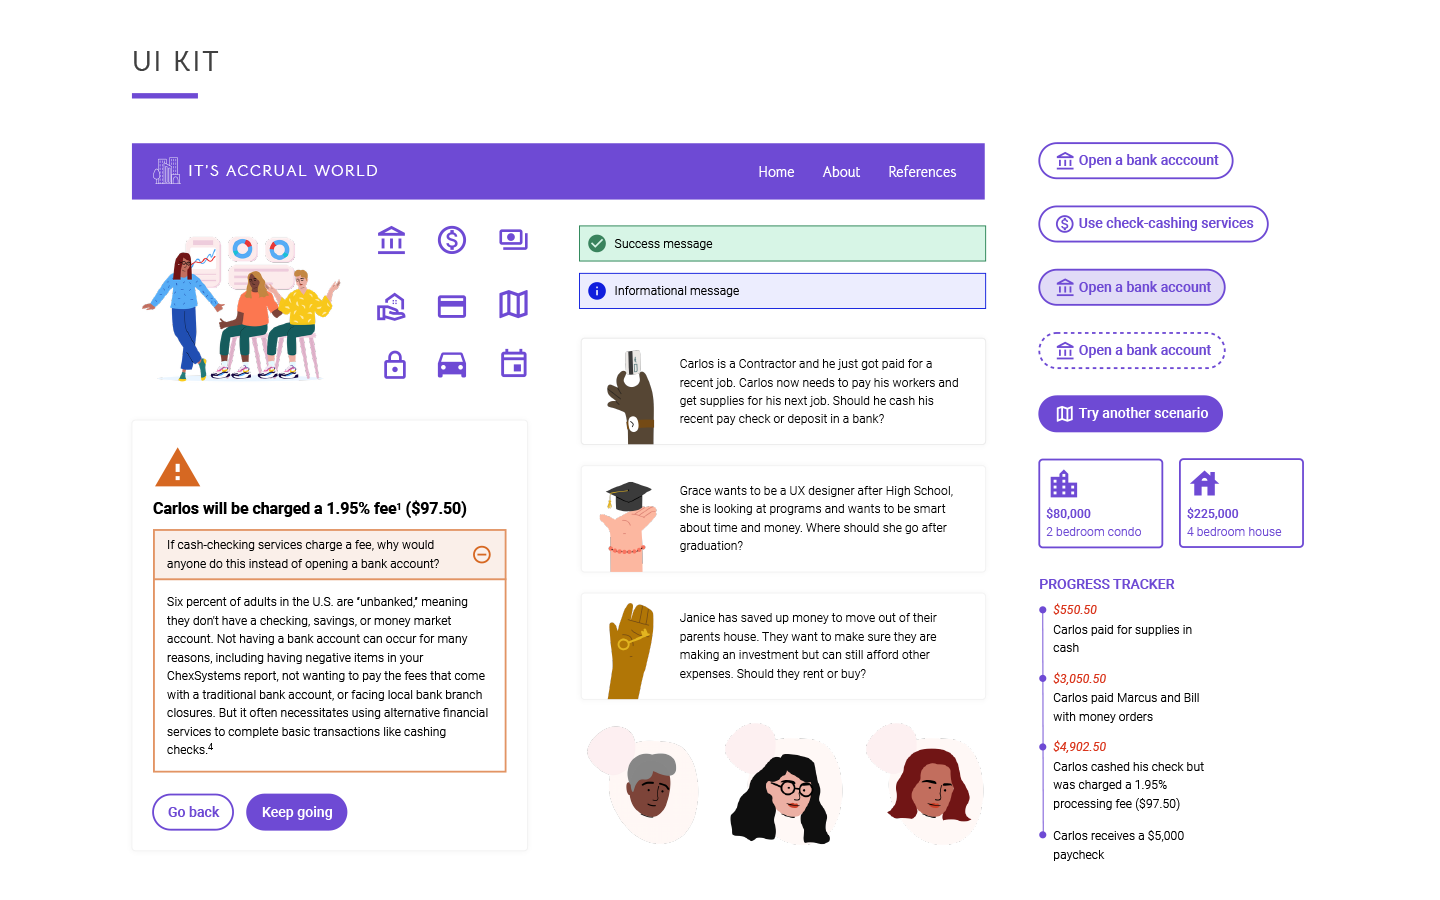 UI KIT
IT'S ACCRUAL WORLD
Home
About
References
Success message
Informational message
Carlos is a Contractor and he just got paid for a
recent job. Carlos now needs to pay his workers and
get supplies for his next job. Should he cash his
recent pay check or deposit in a bank?
Grace wants to be a UX designer after High School,
she is looking at programs and wants to be smart
about time and money. Where should she go after
graduation?
Janice has saved up money to move out of their
parents house. They want to make sure they are
making an investment but can still afford other
expenses. Should they rent or buy?
Carlos will be charged a 1.95% fee¹ ($97.50)
If cash-checking services charge a fee, why would
anyone do this instead of opening a bank account?
Six percent of adults in the U.S. are “unbanked,” meaning
they don't have a checking, savings, or money market
account. Not having a bank account can occur for many
reasons, including having negative items in your
ChexSystems report, not wanting to pay the fees that come
with a traditional bank account, or facing local bank branch
closures. But it often necessitates using alternative financial
services to complete basic transactions like cashing
checks.⁴
Go back
Keep going
Open a bank acccount
Use check-cashing services
Open a bank account
Open a bank account
Try another scenario
$80,000
2 bedroom condo
$225,000
4 bedroom house
PROGRESS TRACKER
$550.50
Carlos paid for supplies in
cash
$3,050.50
Carlos paid Marcus and Bill
with money orders
$4,902.50
Carlos cashed his check but
was charged a 1.95%
processing fee ($97.50)
Carlos receives a $5,000
paycheck